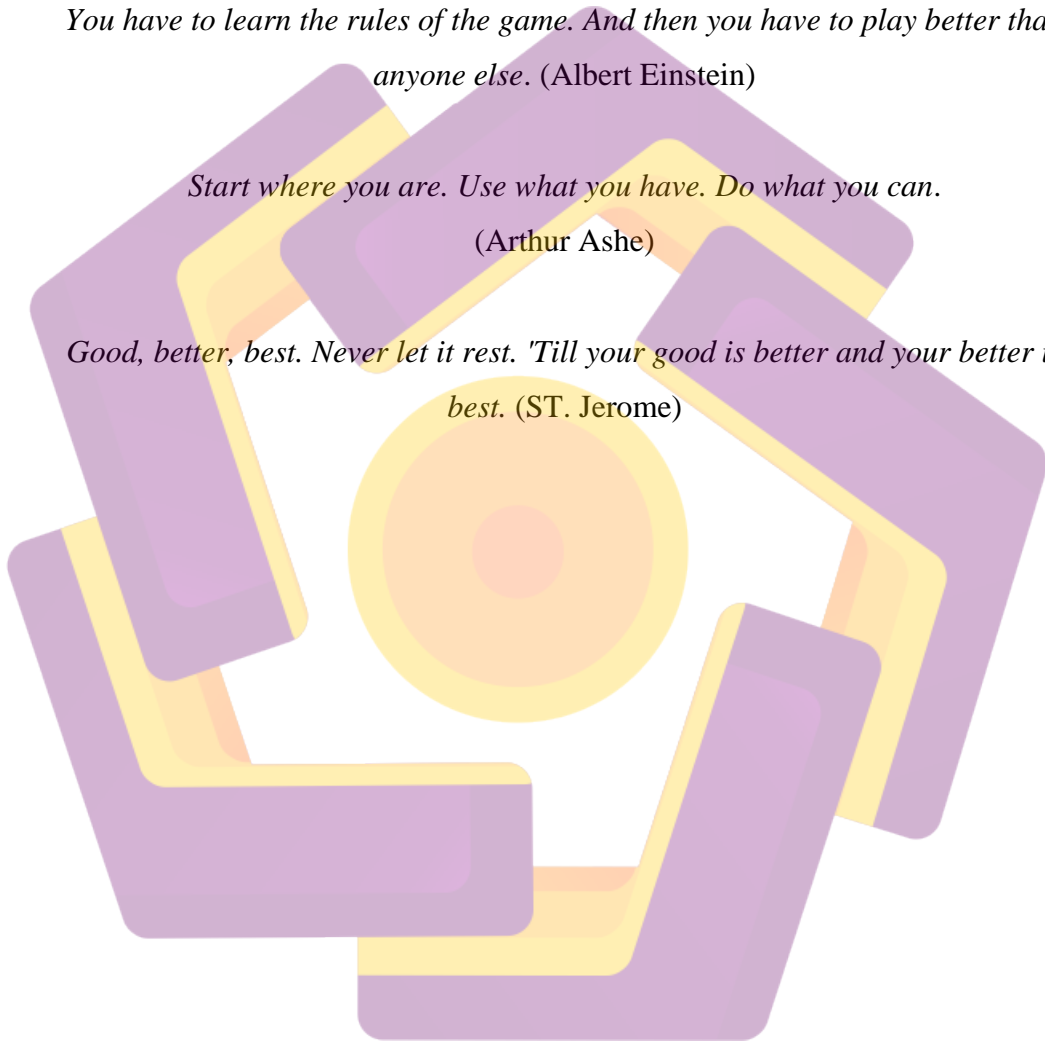 You have to learn the rules of the game. And then you have to play better tha
anyone else. (Albert Einstein)
Start where you are. Use what you have. Do what you can.
(Arthur Ashe)
Good, better, best. Never let it rest. 'Till your good is better and your better
best. (ST. Jerome)